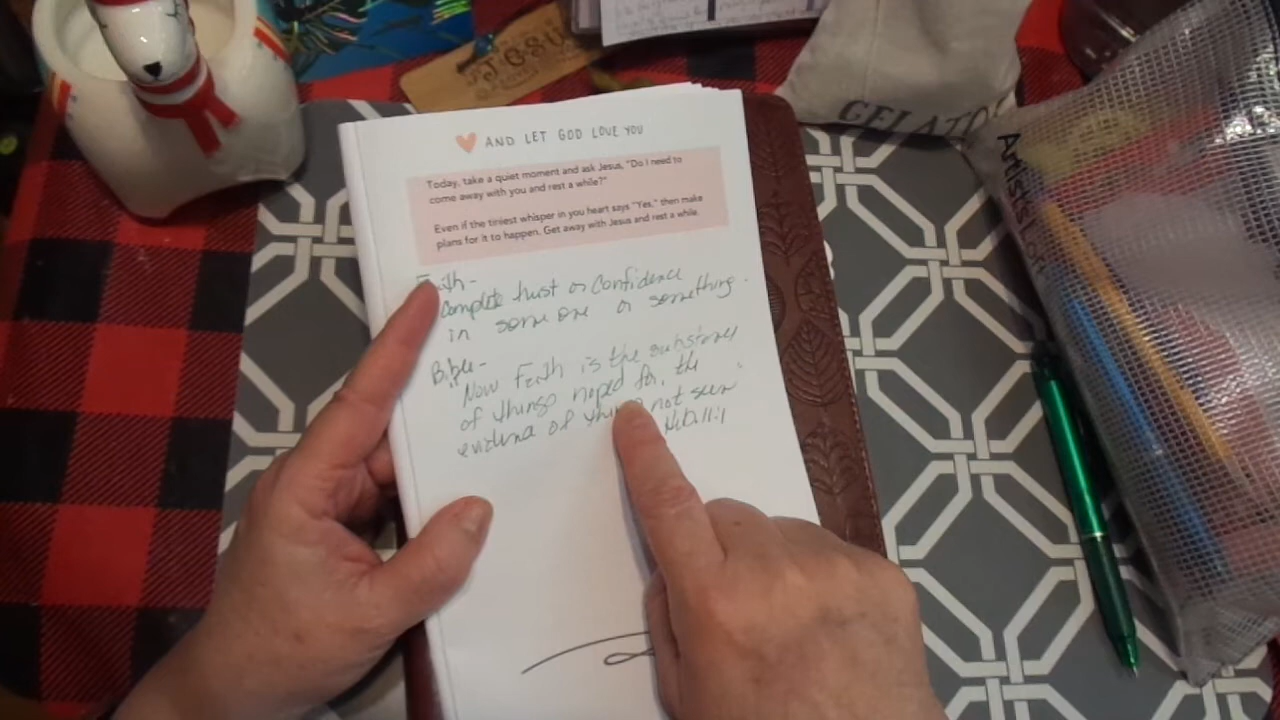 AND LET GOD LOVE YOU
Today, take a quiet moment and ask Jesus, "Do I need to
come away with you and rest a while?"
Even if the tiniest whisper in you heart says "Yes," then make
plans for it to happen. Get away with Jesus and rest a while.
Faith-
Complete trust or Confidence
in some one or something.
Bible-
"Now Faith is the substance
of things hoped for, the
evidence of things not seen"
Heb 11:1
GELATO